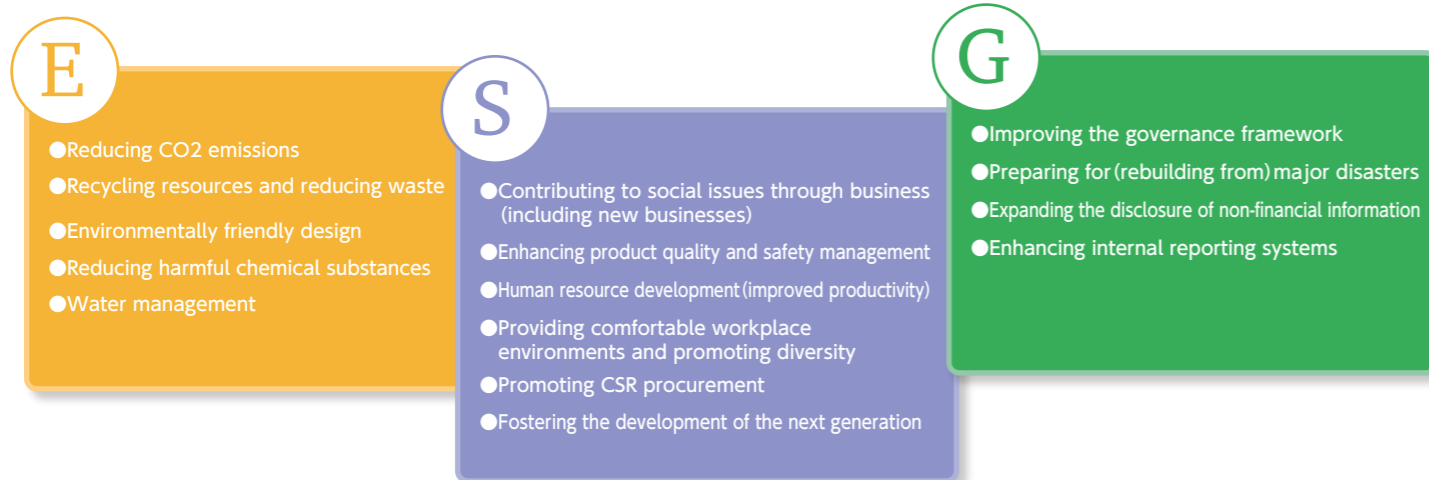 E
●Reducing CO2 emissions
●Recycling resources and reducing waste
●Environmentally friendly design
●Reducing harmful chemical substances
●Water management
S
●Contributing to social issues through business
(including new businesses)
●Enhancing product quality and safety management
●Human resource development (improved productivity)
●Providing comfortable workplace
environments and promoting diversity
●Promoting CSR procurement
●Fostering the development of the next generation
G
●Improving the governance framework
●Preparing for (rebuilding from) major disasters
●Expanding the disclosure of non-financial information
●Enhancing internal reporting systems